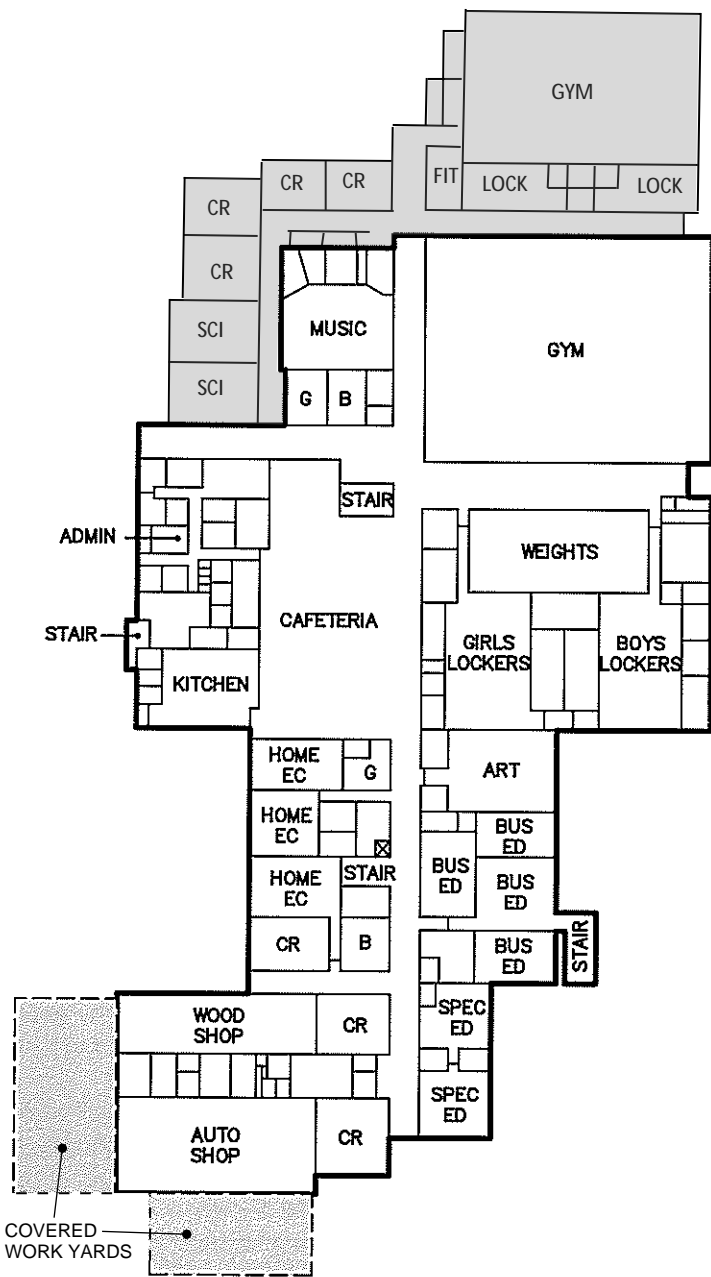 GYM
CR
CR
FIT
LOCK
LOCK
CR
CR
SCI
SCI
MUSIC
GYM
G
B
STAIR
ADMIN
WEIGHTS
CAFETERIA
STAIR
GIRLS
LOCKERS
BOYS
LOCKERS
KITCHEN
HOME
EC
G
ART
HOME
EC
BUS
ED
STAIR
BUS
ED
BUS
ED
HOME
EC
CR
B
BUS
ED
STAIR
WOOD
SHOP
CR
SPEC
ED
SPEC
ED
AUTO
SHOP
CR
COVERED
WORK YARDS